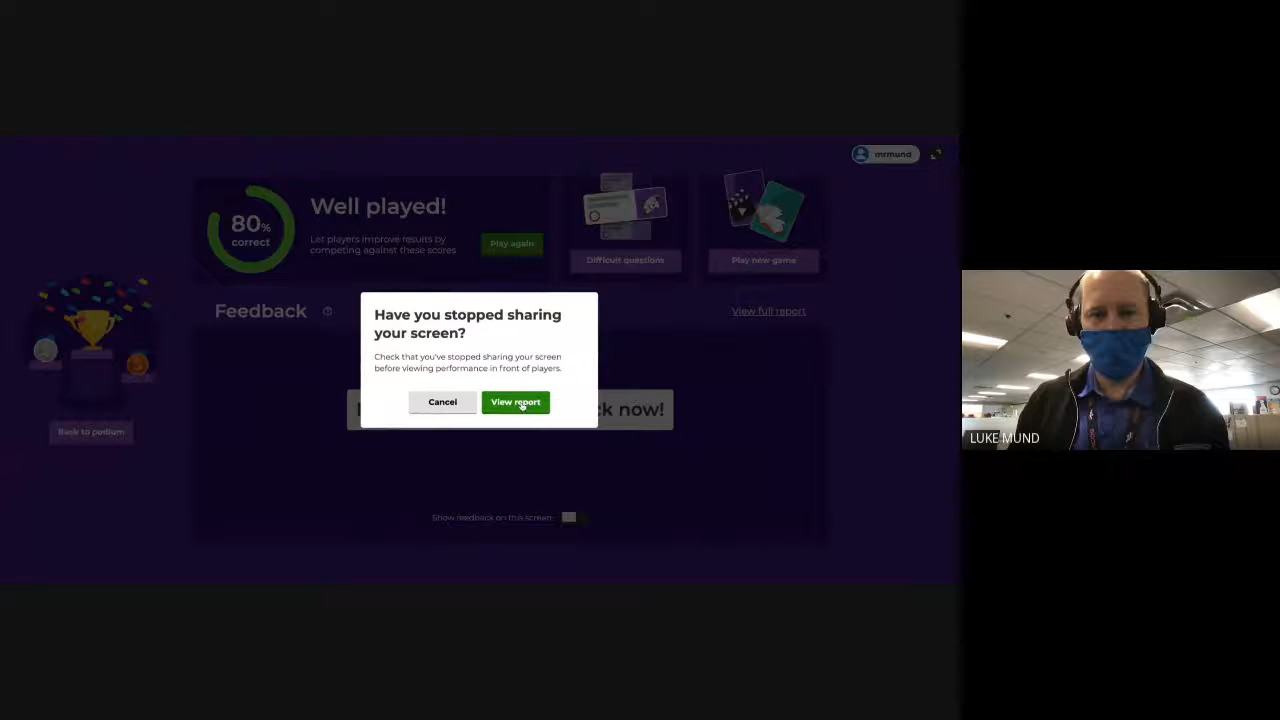 mrmund
80%
correct
Well played!
Let players improve results by
competing against these scores
Play again
Difficult questions
Play new game
Feedback
View full report
Have you stopped sharing
your screen?
Check that you've stopped sharing your screen
before viewing performance in front of players.
Cancel
View report
now!
Back to podium
Show feedback on this screen
LUKE MUND